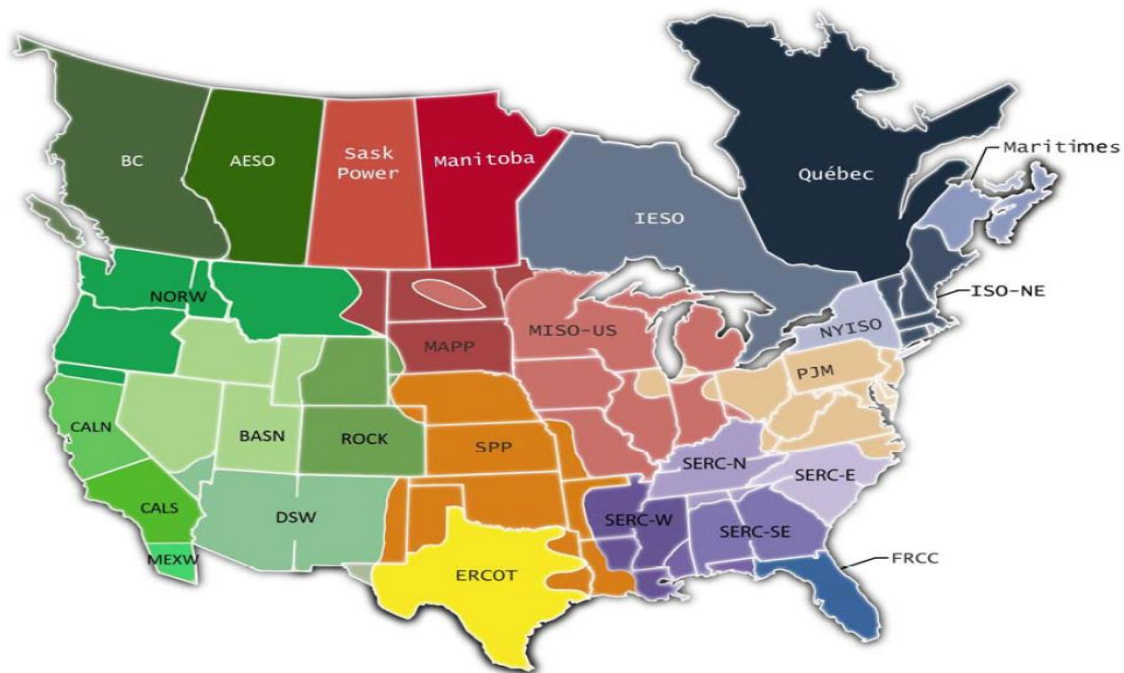 BC
AESO
Sask
Power
Manitoba
IESO
Québec
Maritimes
NORW
MISO-US
NYISO
ISO-NE
MAPP
PJM
CALN
BASN
ROCK
SPP
SERC-N
SERC-E
CALS
DSW
SERC-W
SERC-SE
MEXW
ERCOT
FRCC